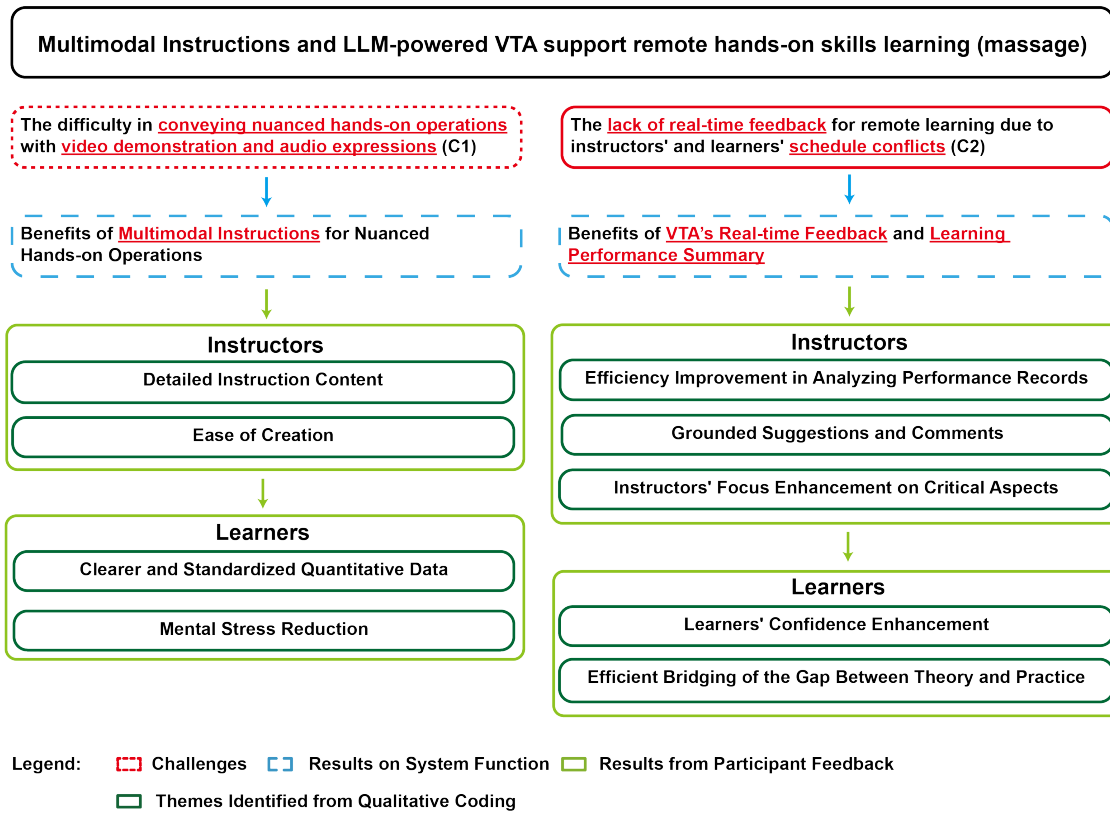 Multimodal Instructions and LLM-powered VTA support remote hands-on skills learning (massage)
The difficulty in conveying nuanced hands-on operations
with video demonstration and audio expressions (C1)
Benefits of Multimodal Instructions for Nuanced
Hands-on Operations
Instructors
Detailed Instruction Content
Ease of Creation
Learners
Clearer and Standardized Quantitative Data
Mental Stress Reduction
The lack of real-time feedback for remote learning due to
instructors' and learners' schedule conflicts (C2)
Benefits of VTA's Real-time Feedback and Learning
Performance Summary
Instructors
Efficiency Improvement in Analyzing Performance Records
Grounded Suggestions and Comments
Instructors' Focus Enhancement on Critical Aspects
Learners
Learners' Confidence Enhancement
Efficient Bridging of the Gap Between Theory and Practice
Legend: Challenges Results on System Function Results from Participant Feedback
Themes Identified from Qualitative Coding